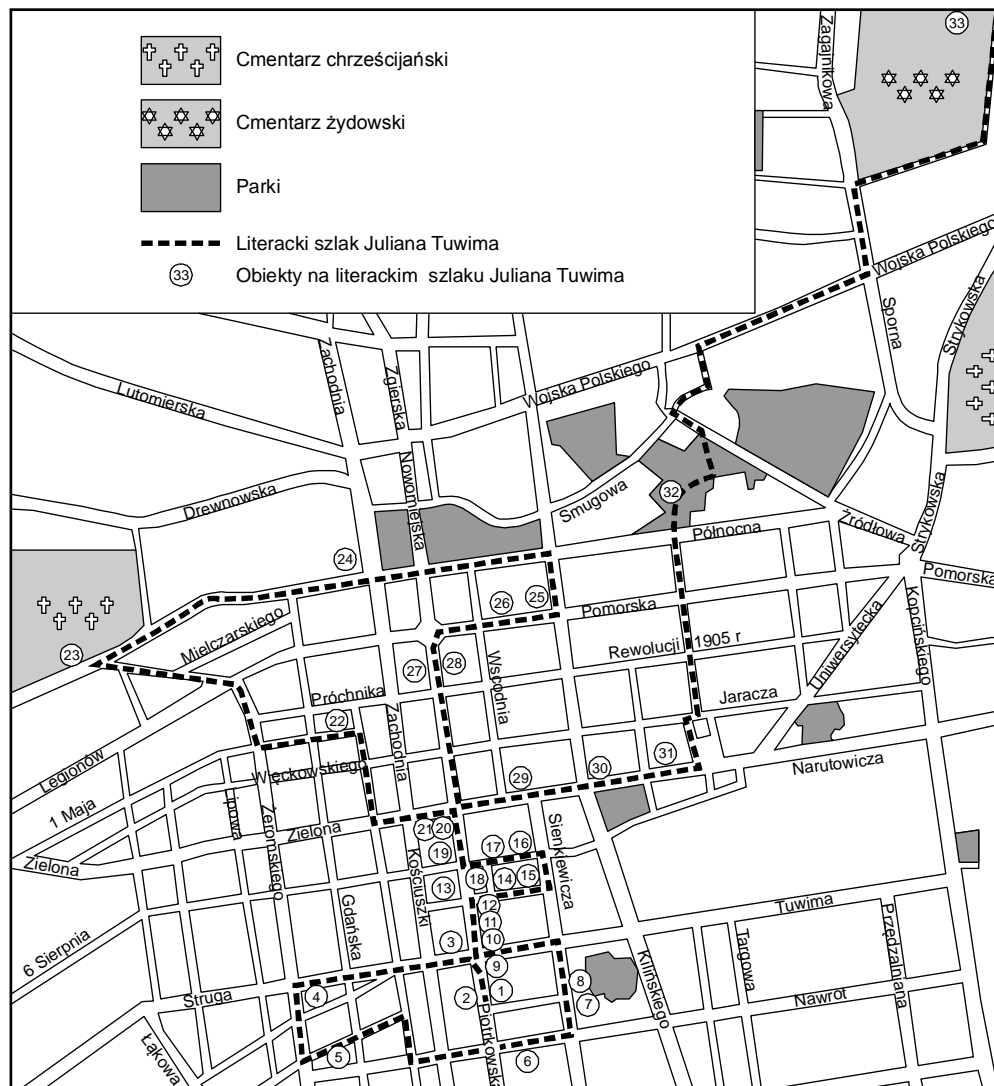 Cmentarz chrześcijański
Cmentarz żydowski
Parki
Literacki szlak Juliana Tuwima
33 Obiekty na literackim szlaku Juliana Tuwima
33
Zagajnikowa
Wojska Polskiego
Sporna
Strykowska
Zachodnia
Zgierska
Lutomierska
Wojska Polskiego
Nowomiejska
Drewnowska
Smugowa
32
Źródłowa
Strykowska
Północna
24
Pomorska
26
25
Pomorska
Mielczarskiego
23
Rewolucji 1905 r
Uniwersytecka
Kopcińskiego
27
28
Wscodnia
Próchnika
Jaracza
22
Zachodnia
Legionów
Więckowskiego
31
30
29
Narutowicza
1 Maja
Lipowa
Żeromskiego
Zielona
Zielona
21
20
19
17
16
Sienkiewicza
Kościuszki
18
14
15
13
Gdańska
12
11
10
Tuwima
6 Sierpnia
3
Kilińskiego
Targowa
Przędzalniana
9
8
Struga
4
2
1
7
Nawrot
Piotrkowska
Łąkowa
5
6